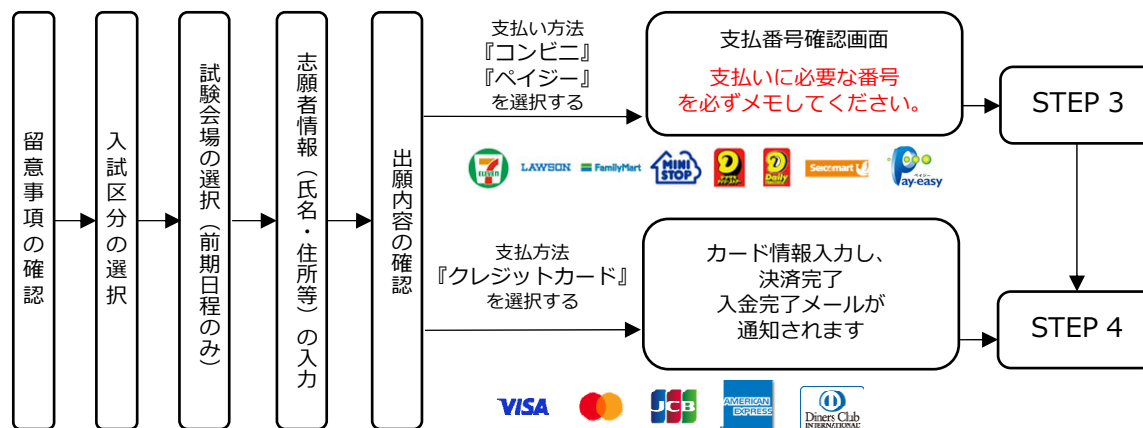 留意事項の確認
入試区分の選択
試験会場の選択（前期日程のみ）
志願者情報（氏名・住所等）の入力
出願内容の確認
支払い方法
『コンビニ』
『ペイジー』
を選択する
支払番号確認画面
支払いに必要な番号
を必ずメモしてください。
STEP 3
7
ELEVEN
LAWSON
FamilyMart
MINI
STOP
Daily
Seicomart
ペイジー
Pay-easy
支払方法
『クレジットカード』
を選択する
カード情報入力し、
決済完了
入金完了メールが
通知されます
STEP 4
VISA
JCB
AMERICAN
EXPRESS
Diners Club
INTERNATIONAL